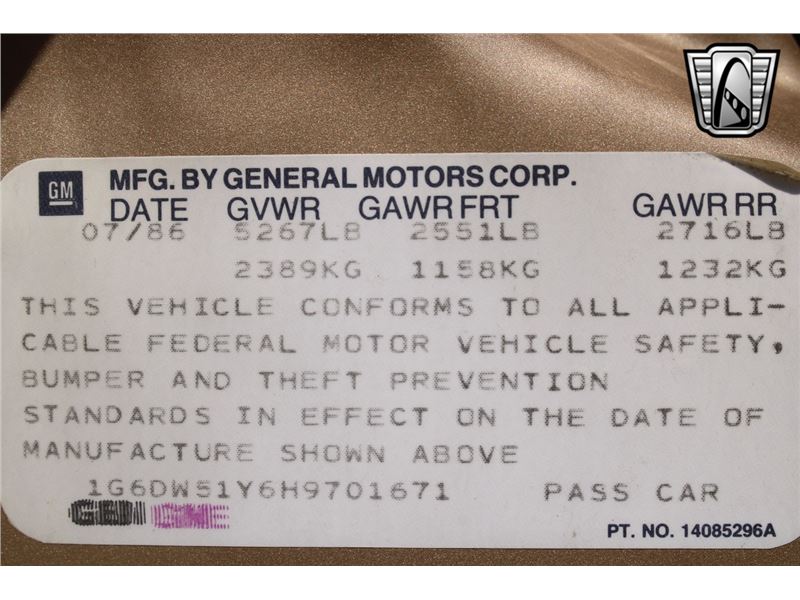 GM
MFG. BY GENERAL MOTORS CORP.
DATE GVWR GAWR FRT GAWR RR
07/86 5267LB 2551LB 2716LB
2389KG 1158KG 1232KG
THIS VEHICLE CONFORMS TO ALL APPLI-
CABLE FEDERAL MOTOR VEHICLE SAFETY,
BUMPER AND THEFT PREVENTION
STANDARDS IN EFFECT ON THE DATE OF
MANUFACTURE SHOWN ABOVE
1G6DW51Y6H9701671 PASS CAR
PT. NO. 14085296A